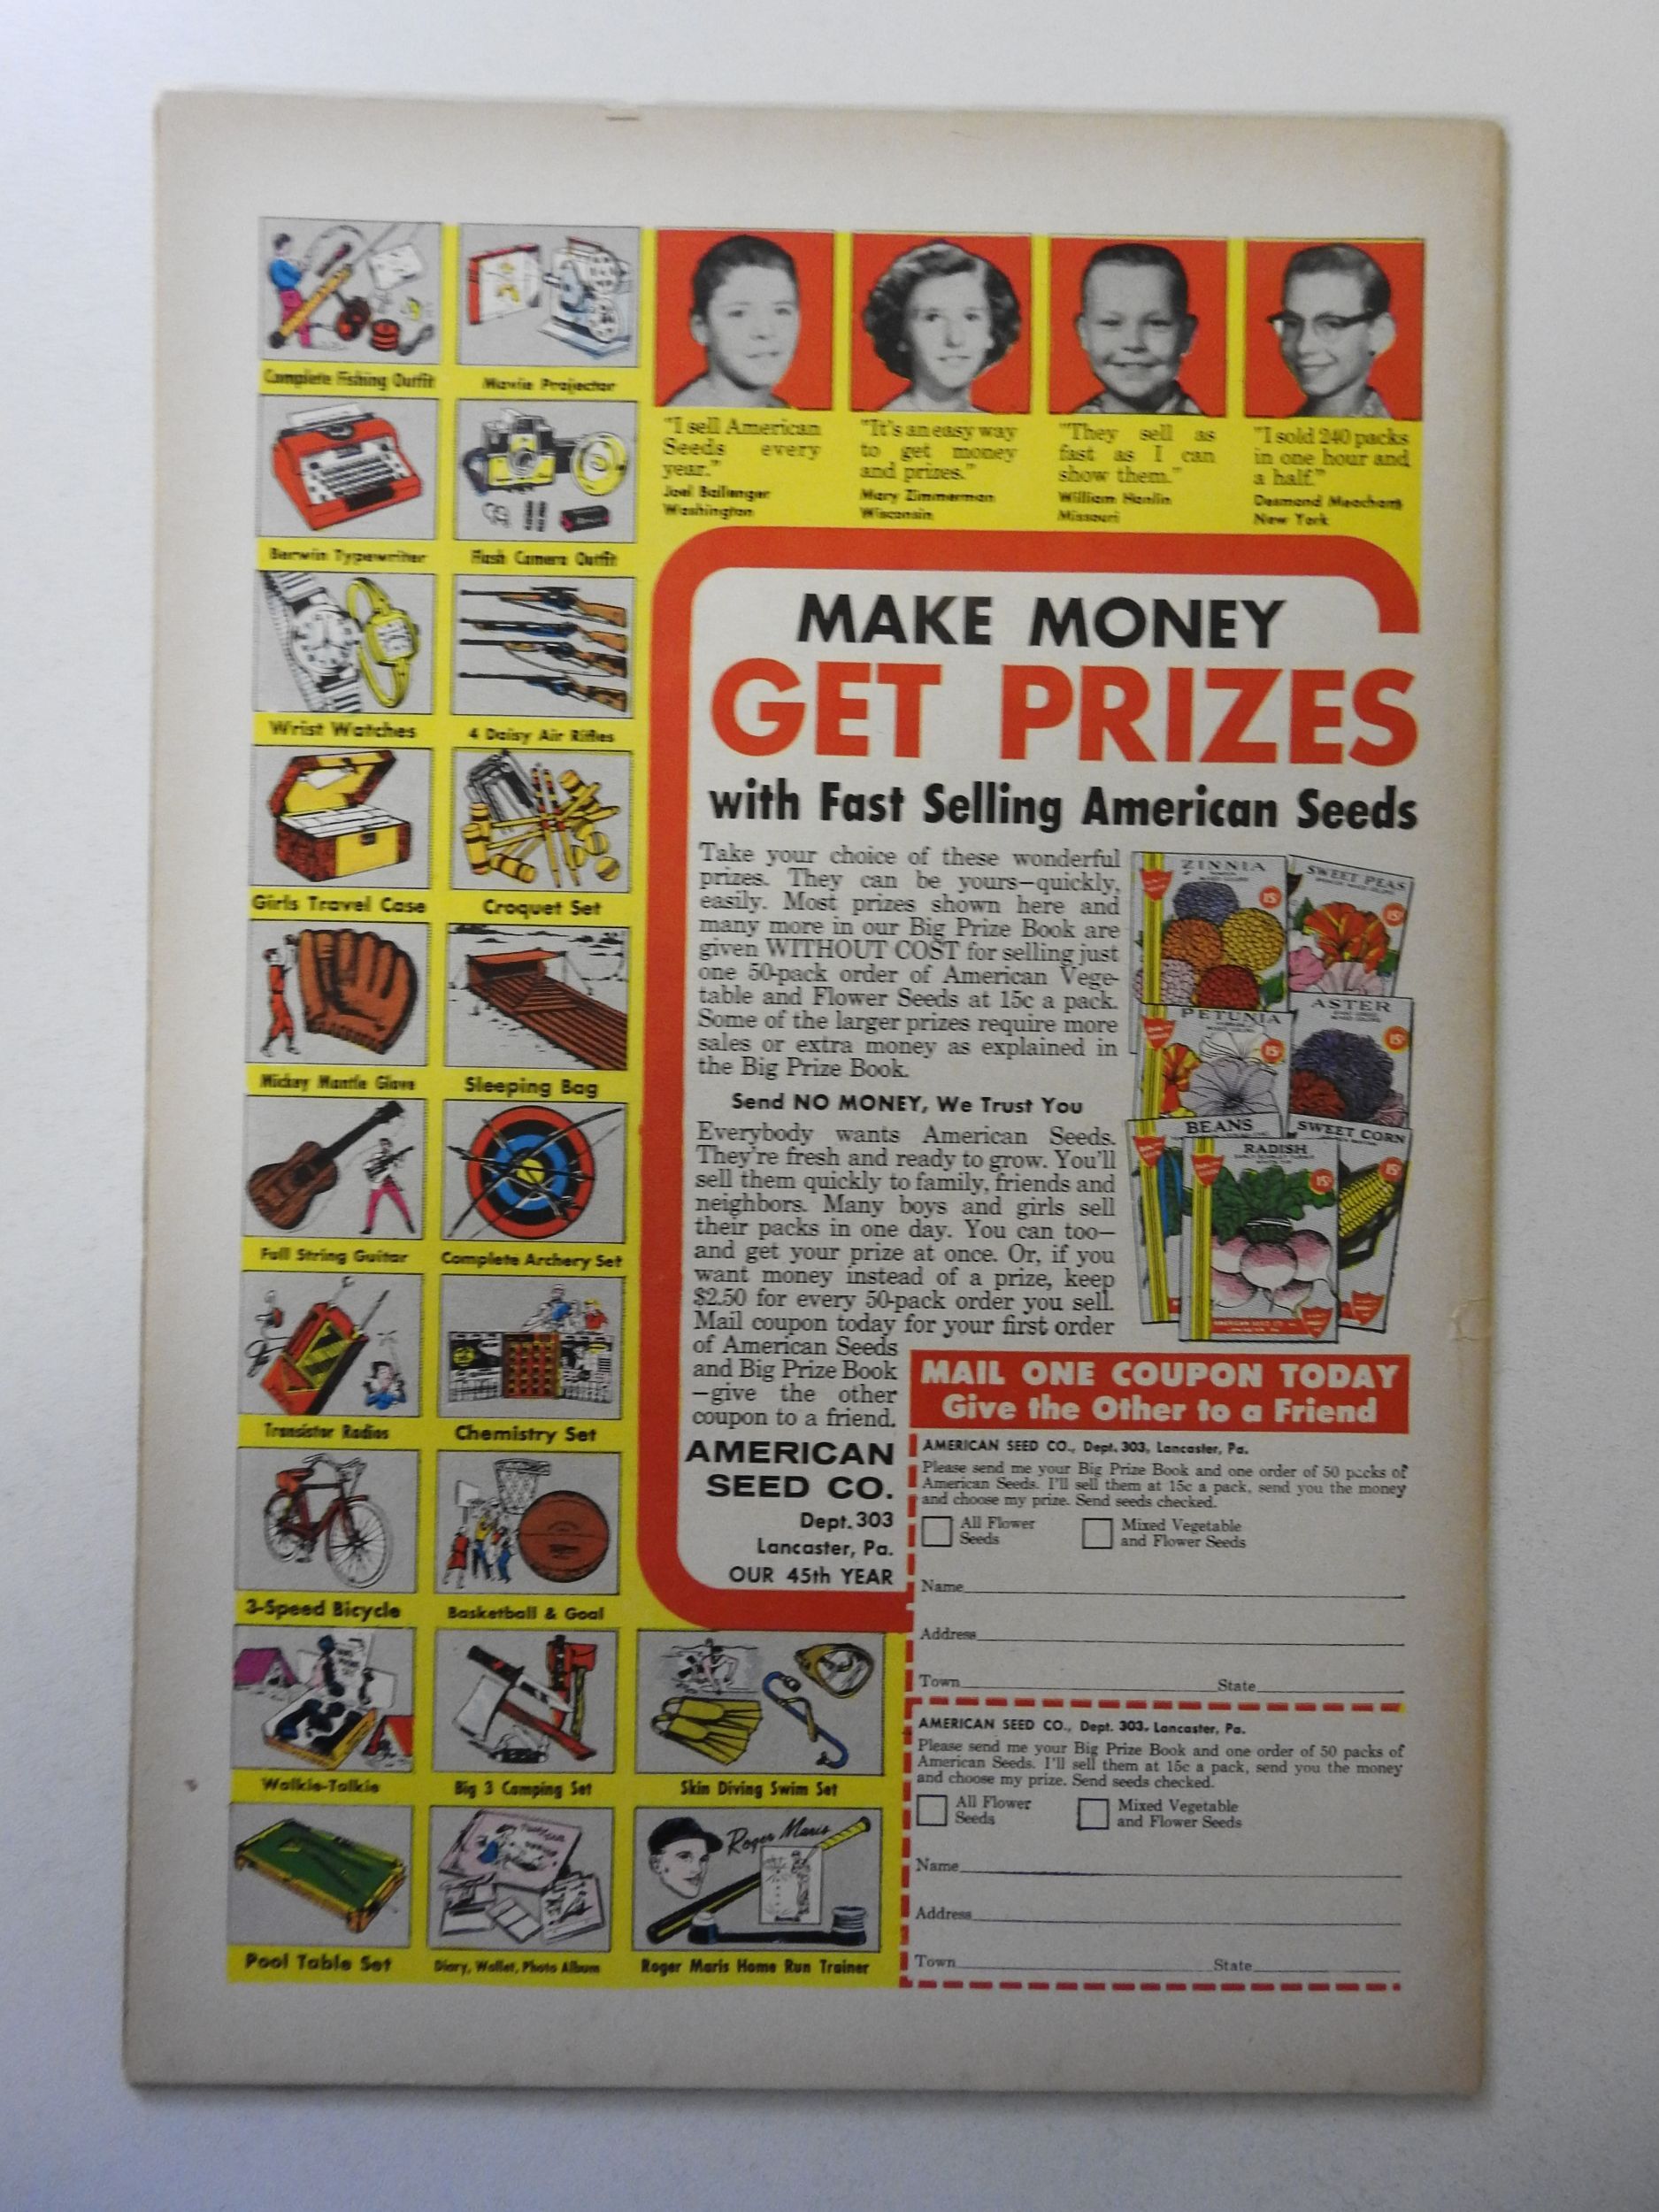 Complete Fishing Outfit
Movie Projector
Berwin Typewriter
Flash Camera Outfit
Wrist Watches
4 Daisy Air Rifles
Girls Travel Case
Croquet Set
Mickey Mantle Glove
Sleeping Bag
Full String Guitar
Complete Archery Set
Transistor Radios
Chemistry Set
3-Speed Bicycle
Basketball & Goal
Walkie-Talkie
Big 3 Camping Set
Skin Diving Swim Set
Pool Table Set
Diary, Wallet, Photo Album
Roger Maris
Roger Maris Home Run Trainer
"I sell American
Seeds every
year."
Joel Ballenger
Washington
"It's an easy way
to get money
and prizes."
Mary Zimmerman
Wisconsin
"They sell as
fast as I can
show them."
William Hanlin
Missouri
"I sold 240 packs
in one hour and
a half."
Desmond Meachem
New York
MAKE MONEY
GET PRIZES
with Fast Selling American Seeds
Take your choice of these wonderful
prizes. They can be yours—quickly,
easily. Most prizes shown here and
many more in our Big Prize Book are
given WITHOUT COST for selling just
one 50-pack order of American Vege-
table and Flower Seeds at 15c a pack.
Some of the larger prizes require more
sales or extra money as explained in
the Big Prize Book.
Send NO MONEY, We Trust You
Everybody wants American Seeds.
They're fresh and ready to grow. You'll
sell them quickly to family, friends and
neighbors. Many boys and girls sell
their packs in one day. You can too—
and get your prize at once. Or, if you
want money instead of a prize, keep
$2.50 for every 50-pack order you sell.
Mail coupon today for your first order
of American Seeds
and Big Prize Book
—give the other
coupon to a friend.
AMERICAN
SEED CO.
Dept. 303
Lancaster, Pa.
OUR 45th YEAR
ZINNIA
15¢
SWEET PEAS
15¢
PETUNIA
15¢
ASTER
15¢
BEANS
SWEET CORN
15¢
RADISH
15¢
AMERICAN SEED CO.
MAIL ONE COUPON TODAY
Give the Other to a Friend
AMERICAN SEED CO., Dept. 303, Lancaster, Pa.
Please send me your Big Prize Book and one order of 50 packs of
American Seeds. I'll sell them at 15c a pack, send you the money
and choose my prize. Send seeds checked.
All Flower
Seeds
Mixed Vegetable
and Flower Seeds
Name
Address
Town State
AMERICAN SEED CO., Dept. 303, Lancaster, Pa.
Please send me your Big Prize Book and one order of 50 packs of
American Seeds. I'll sell them at 15c a pack, send you the money
and choose my prize. Send seeds checked.
All Flower
Seeds
Mixed Vegetable
and Flower Seeds
Name
Address
Town State